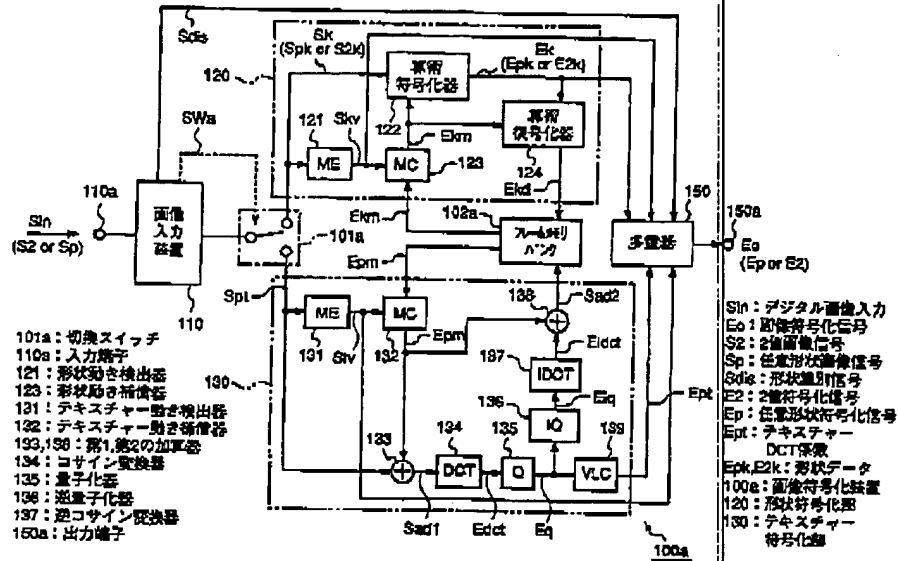 Sdis
Sk
(Spk or S2k)
Ek
(Epk or E2k)
120
算術
符号化器
122
SWa
121
Skv
Ekm
算術
復号化器
124
ME
MC
123
Ekd
150
110a
Sin
(S2 or Sp)
画像
入力
装置
110
101a
Ekm
102a
フレームメモリ
バンク
多重器
150a
Eo
(Ep or E2)
Epm
Spt
138
Sad2
ME
131
Stv
MC
132
Epm
Eidct
137
IDCT
130
136
Eiq
IQ
Ept
133
134
135
139
DCT
Q
VLC
Sad1
Edct
Eq
100a
101a：切換スイッチ
110a：入力端子
121：形状動き検出器
123：形状動き補償器
131：テキスチャー動き検出器
132：テキスチャー動き補償器
133,138：第1,第2の加算器
134：コサイン変換器
135：量子化器
136：逆量子化器
137：逆コサイン変換器
150a：出力端子
Sin：デジタル画像入力
Eo：画像符号化信号
S2：2値画像信号
Sp：任意形状画像信号
Sdis：形状識別信号
E2：2値符号化信号
Ep：任意形状符号化信号
Ept：テキスチャー
DCT係数
Epk,E2k：形状データ
100a：画像符号化装置
120：形状符号化部
130：テキスチャー
符号化部